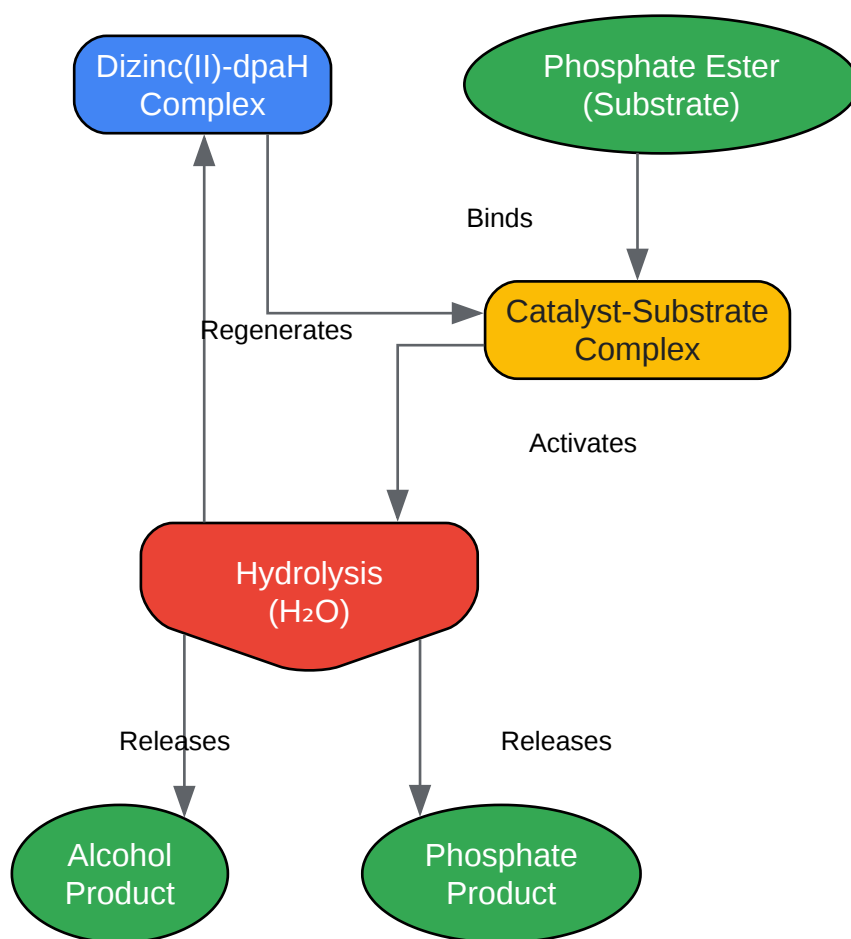 Dizinc(II)-dpaH
Complex
Phosphate Ester
(Substrate)
Binds
Catalyst-Substrate
Complex
Regenerates
Activates
Hydrolysis
(H₂O)
Releases
Releases
Alcohol
Product
Phosphate
Product